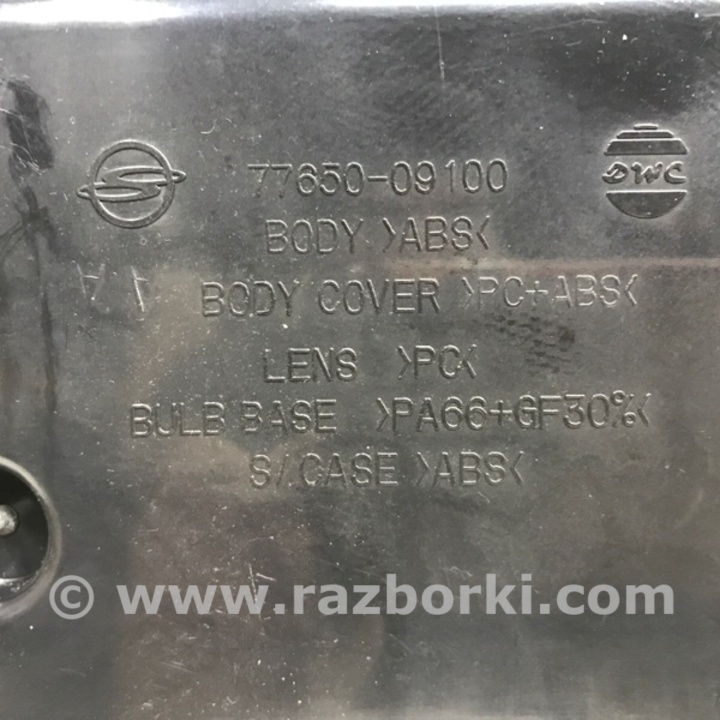 77650-09100 DWC
BODY >ABS<
BODY COVER >PC+ABS<
LENS >PC<
BULB BASE >PA66+GF30%<
S/CASE >ABS<
© www.razborki.com